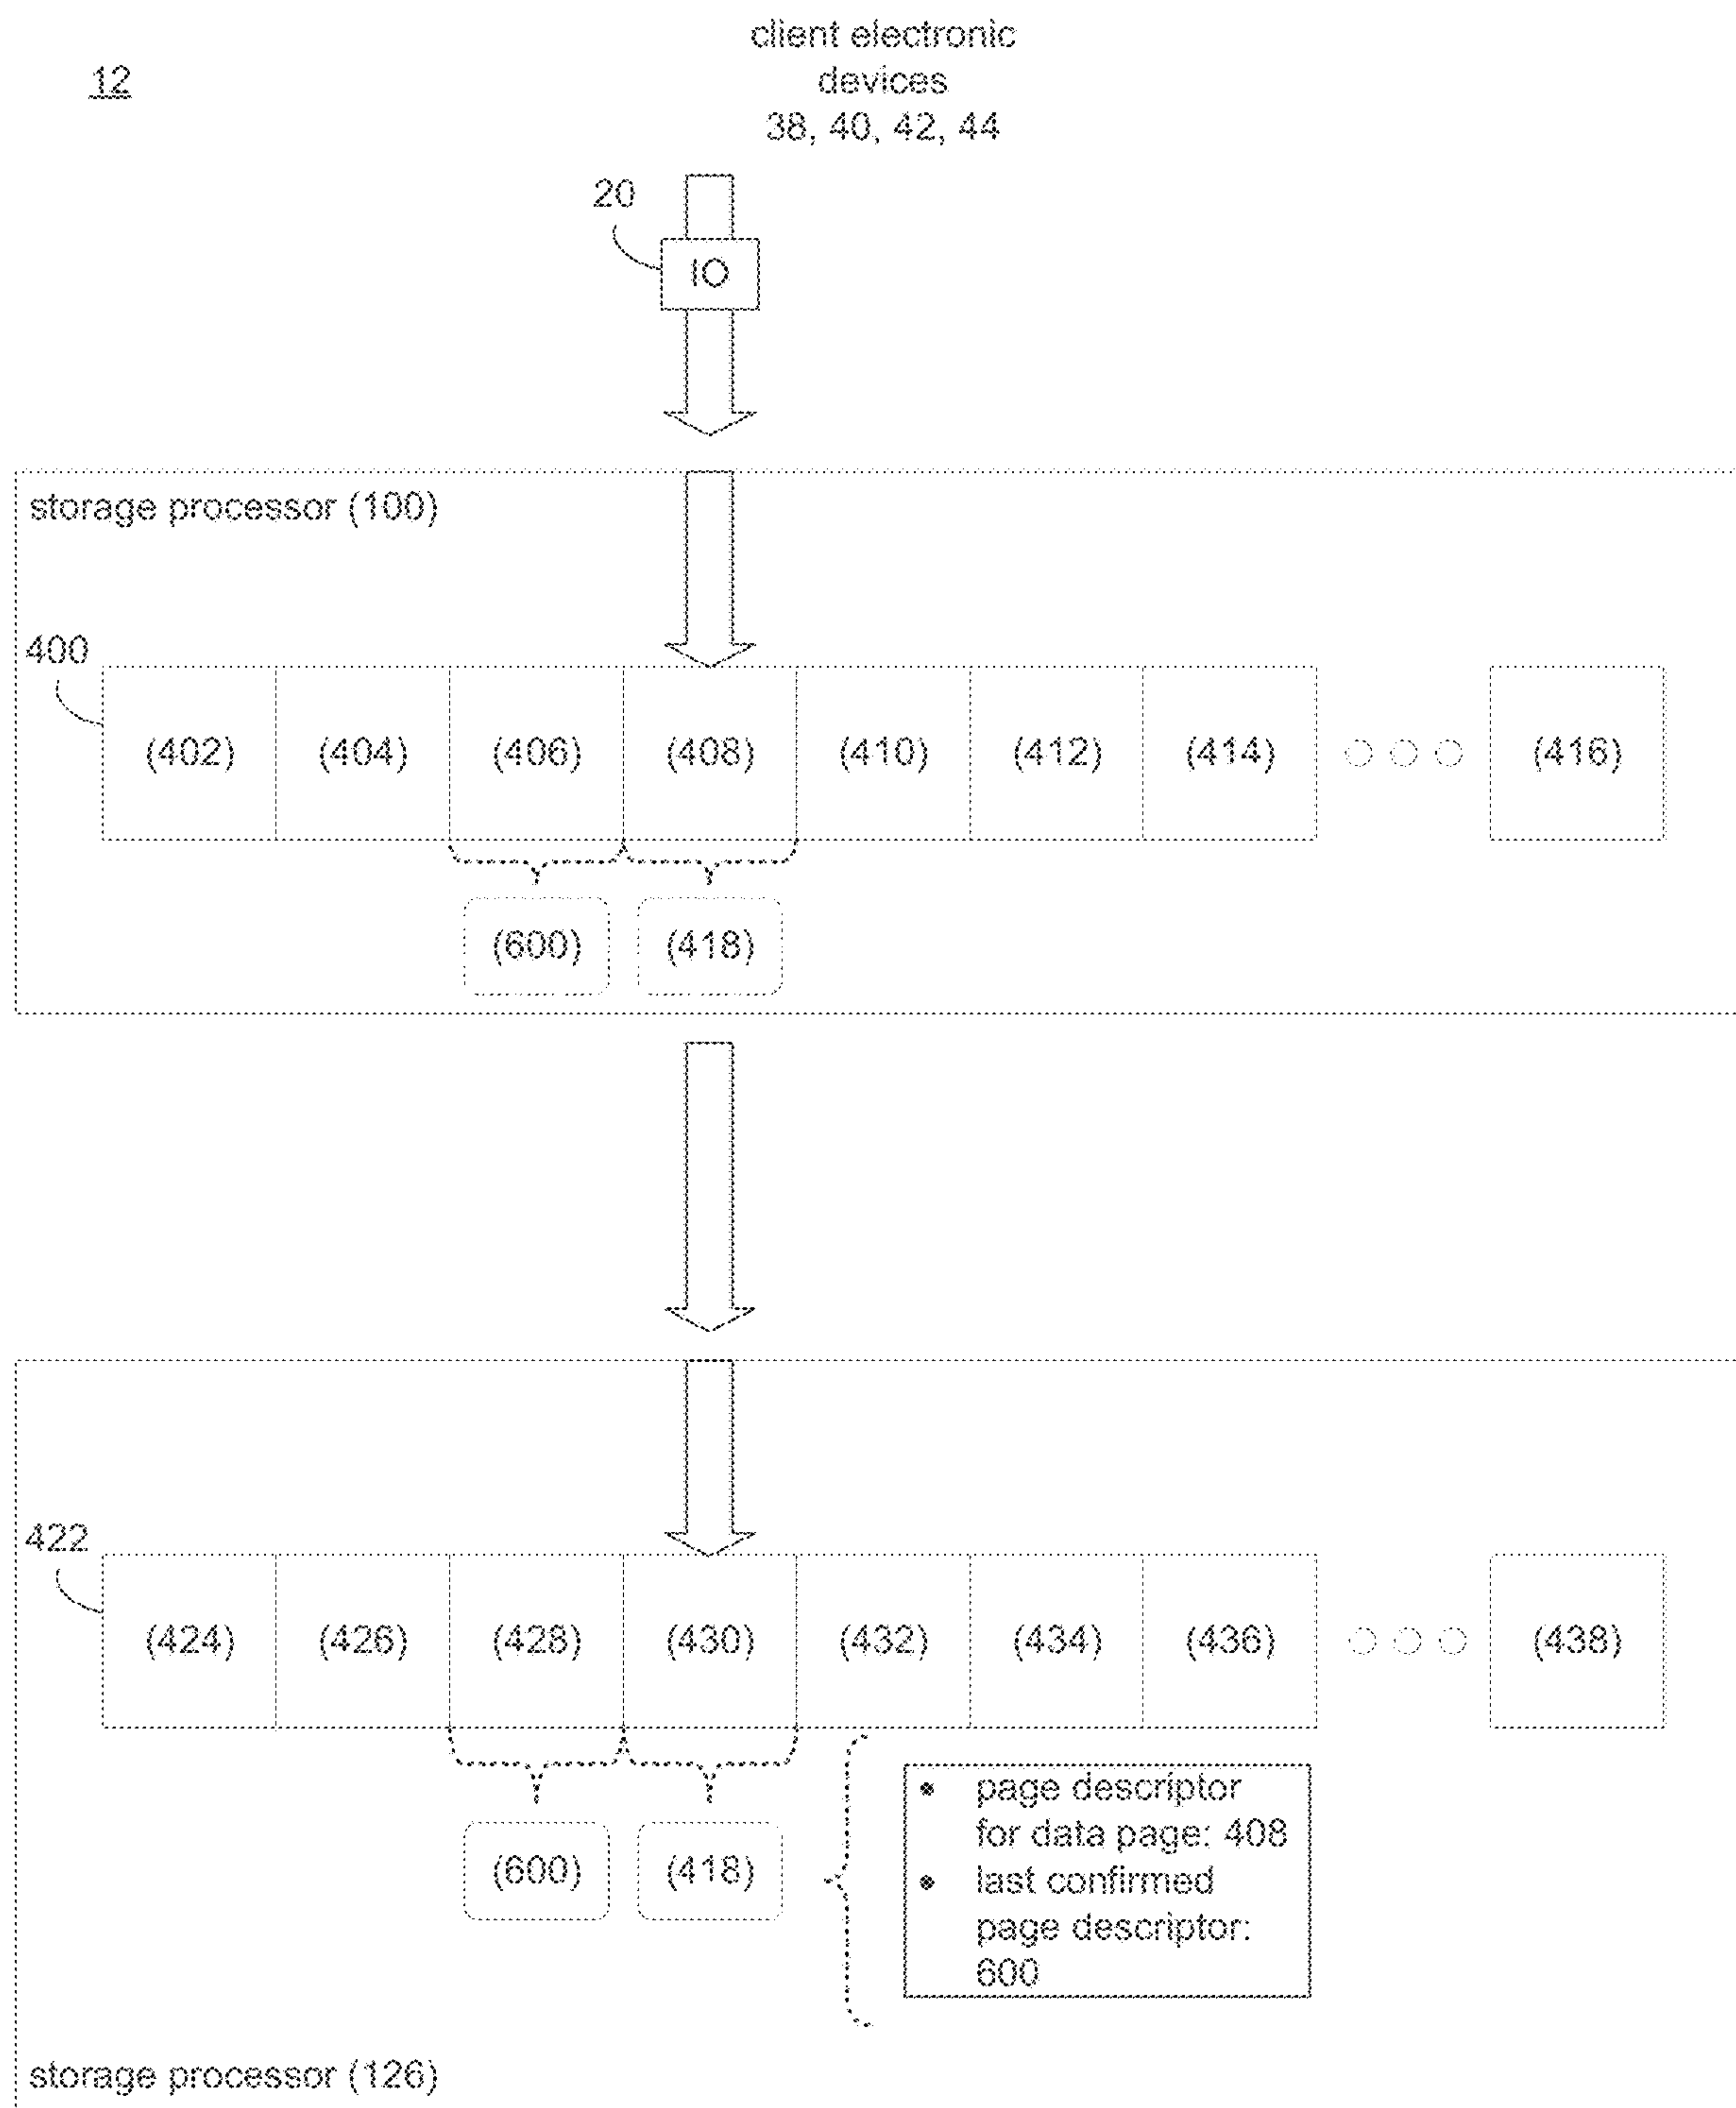 12
client electronic
devices
38, 40, 42, 44
20
IO
storage processor (100)
400
(402) (404) (406) (408) (410) (412) (414) (416)
(600) (418)
422
(424) (426) (428) (430) (432) (434) (436) (438)
(600) (418)
• page descriptor
for data page: 408
• last confirmed
page descriptor:
600
storage processor (126)